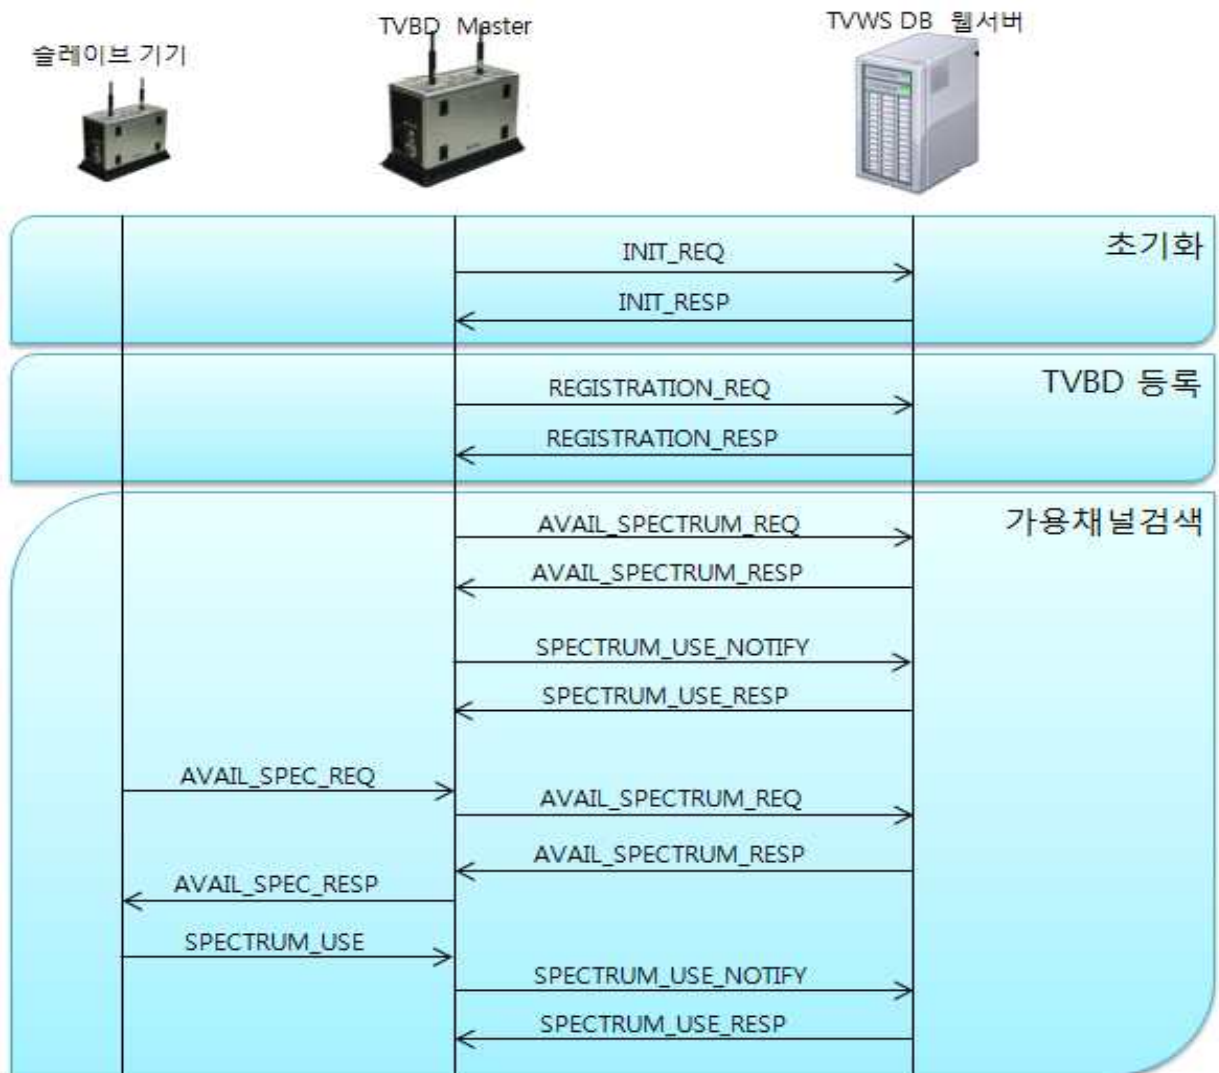 슬레이브 기기
TVBD Master
TVWS DB 웹서버
초기화
INIT_REQ
INIT_RESP
TVBD 등록
REGISTRATION_REQ
REGISTRATION_RESP
가용채널검색
AVAIL_SPECTRUM_REQ
AVAIL_SPECTRUM_RESP
SPECTRUM_USE_NOTIFY
SPECTRUM_USE_RESP
AVAIL_SPEC_REQ
AVAIL_SPECTRUM_REQ
AVAIL_SPECTRUM_RESP
AVAIL_SPEC_RESP
SPECTRUM_USE
SPECTRUM_USE_NOTIFY
SPECTRUM_USE_RESP